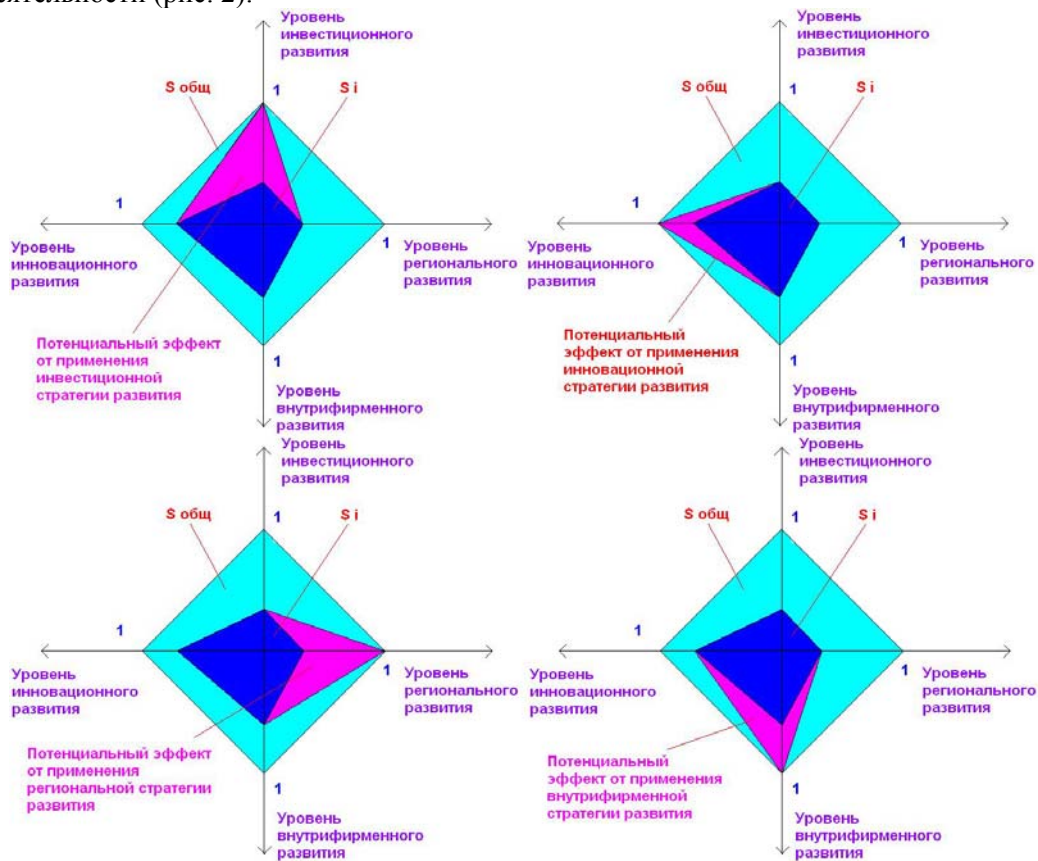 (рис. 2).
Уровень
инвестиционного
развития
S общ
1
S i
1
1
Уровень
инновационного
развития
Уровень
регионального
развития
Потенциальный эффект
от применения
инвестиционной
стратегии развития
1
Уровень
внутрифирменного
развития
Уровень
инвестиционного
развития
S общ
1
S i
1
1
Уровень
инновационного
развития
Уровень
регионального
развития
Потенциальный
эффект от применения
инновационной
стратегии развития
1
Уровень
внутрифирменного
развития
Уровень
инвестиционного
развития
S общ
1
S i
1
1
Уровень
инновационного
развития
Уровень
регионального
развития
Потенциальный эффект
от применения
региональной стратегии
развития
1
Уровень
внутрифирменного
развития
Уровень
инвестиционного
развития
S общ
1
S i
1
1
Уровень
инновационного
развития
Уровень
регионального
развития
Потенциальный
эффект от применения
внутрифирменной
стратегии развития
1
Уровень
внутрифирменного
развития